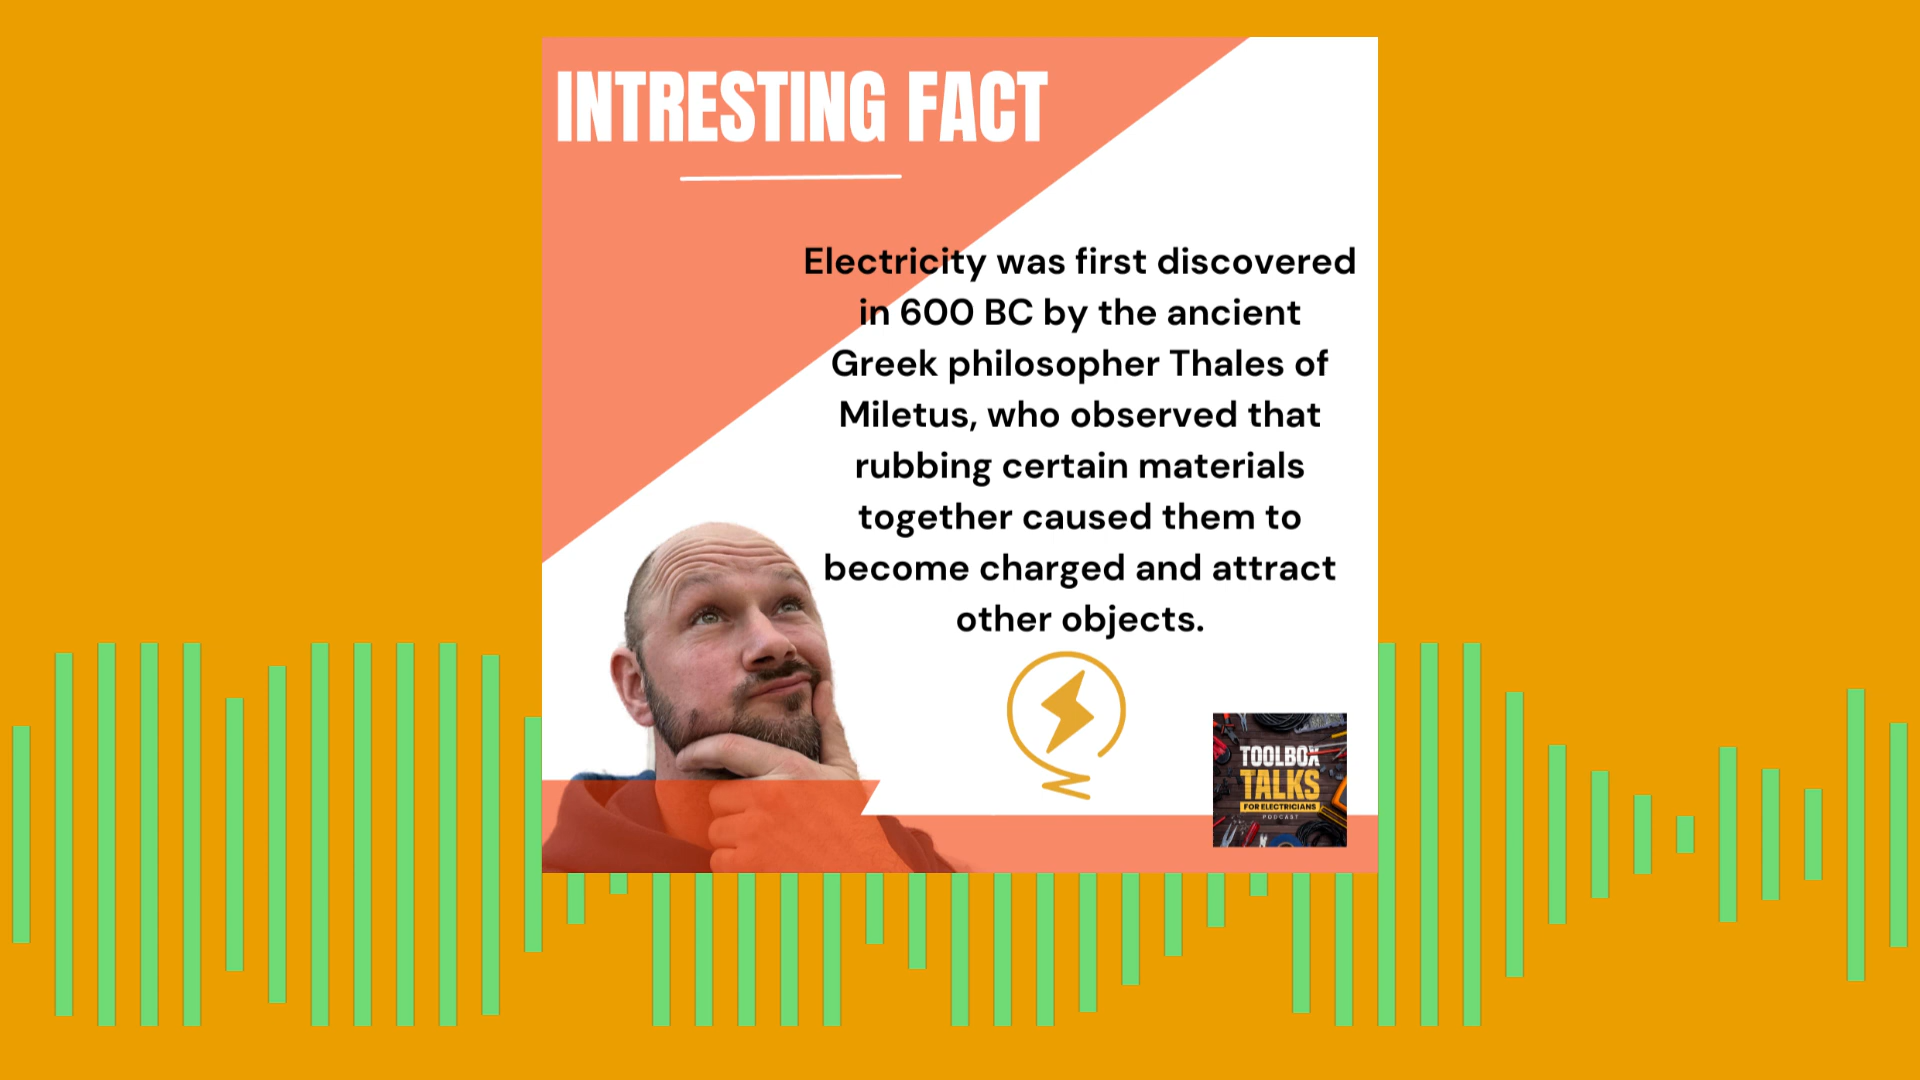 INTRESTING FACT
Electricity was first discovered
in 600 BC by the ancient
Greek philosopher Thales of
Miletus, who observed that
rubbing certain materials
together caused them to
become charged and attract
other objects.
TOOLBOX
TALKS
FOR ELECTRICIANS
PODCAST